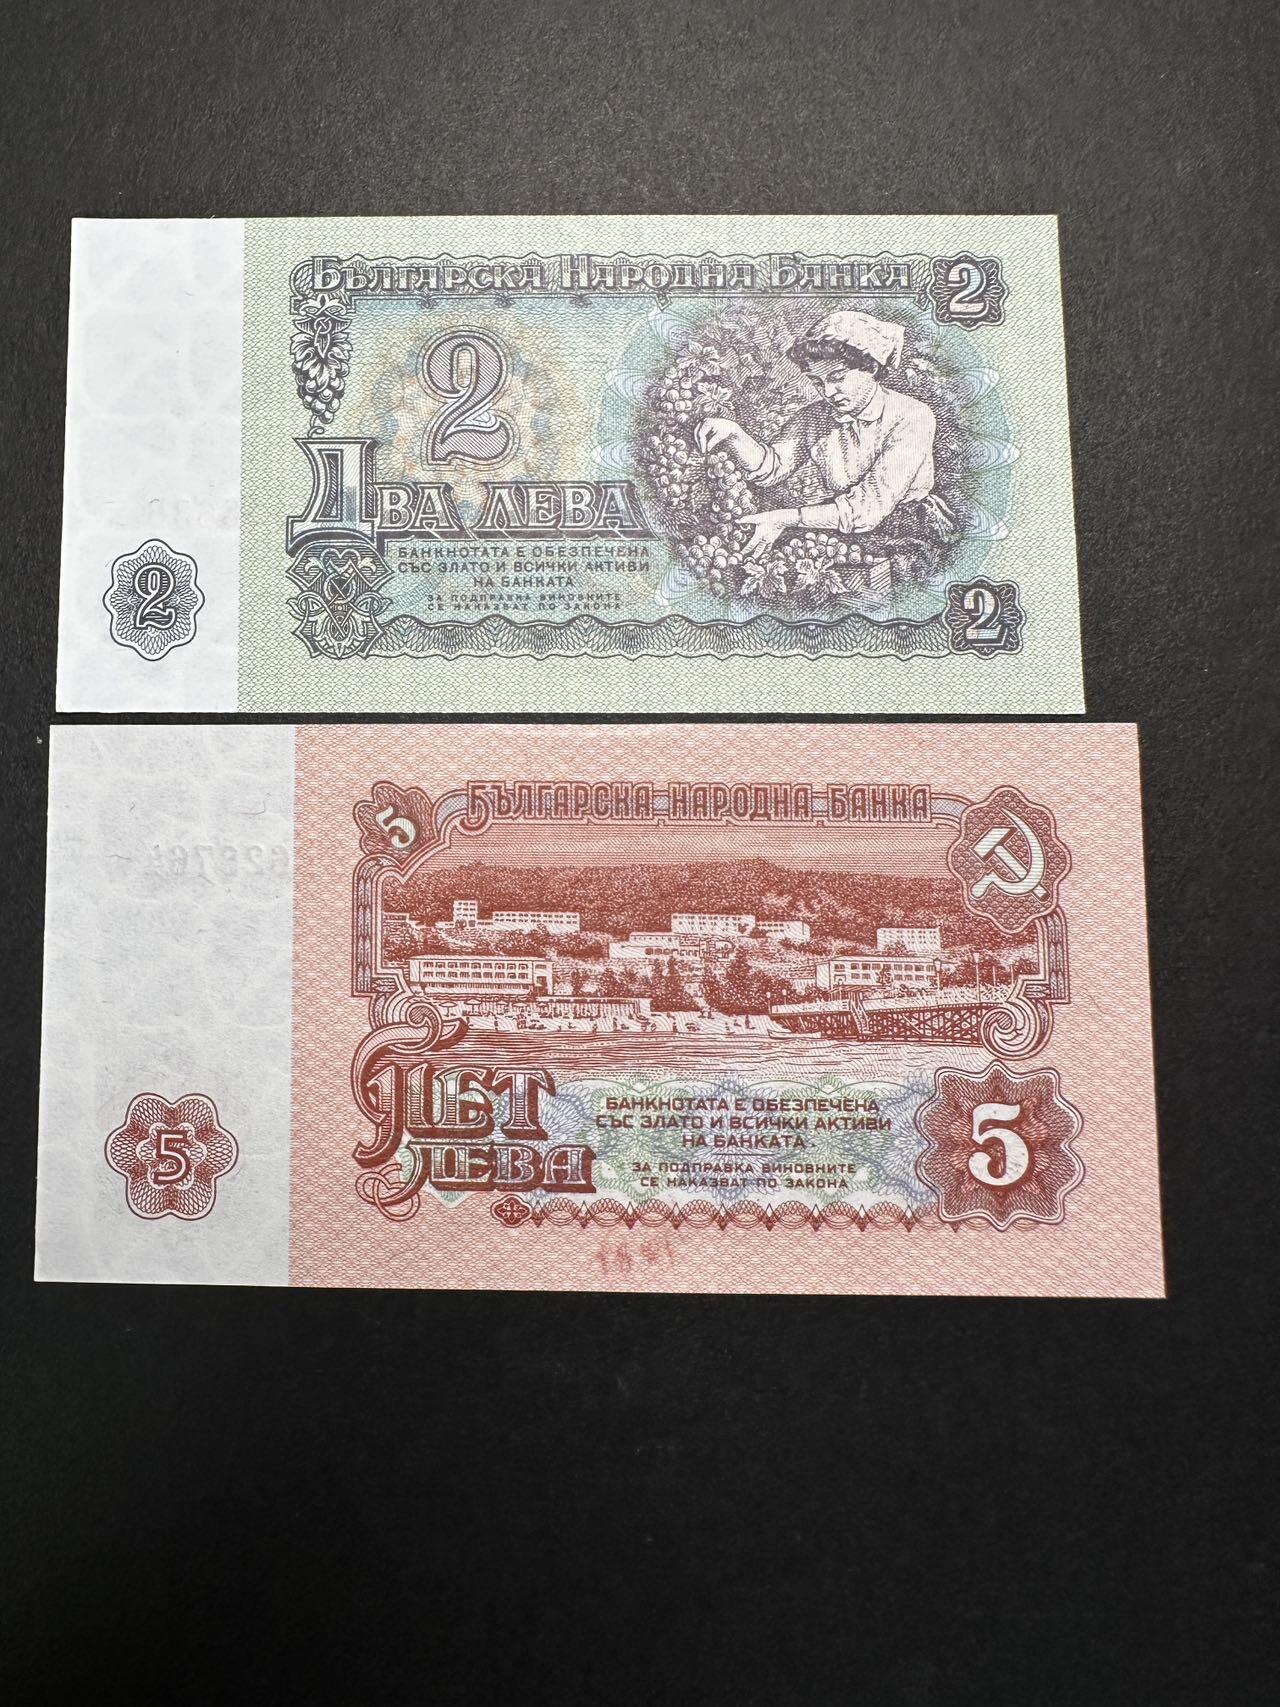 БЪЛГАРСКА НАРОДНА БАНКА 2
2
ДВА ЛЕВА
БАНКНОТАТА Е ОБЕЗПЕЧЕНА
СЪС ЗЛАТО И ВСИЧКИ АКТИВИ
НА БАНКАТА
ЗА ПОДПРАВКА ВИНОВНИТЕ
СЕ НАКАЗВАТ ПО ЗАКОНА
2
2
5 БЪЛГАРСКА НАРОДНА БАНКА
ПЕТ
ЛЕВА
БАНКНОТАТА Е ОБЕЗПЕЧЕНА
СЪС ЗЛАТО И ВСИЧКИ АКТИВИ
НА БАНКАТА.
ЗА ПОДПРАВКА ВИНОВНИТЕ
СЕ НАКАЗВАТ ПО ЗАКОНА
5
5